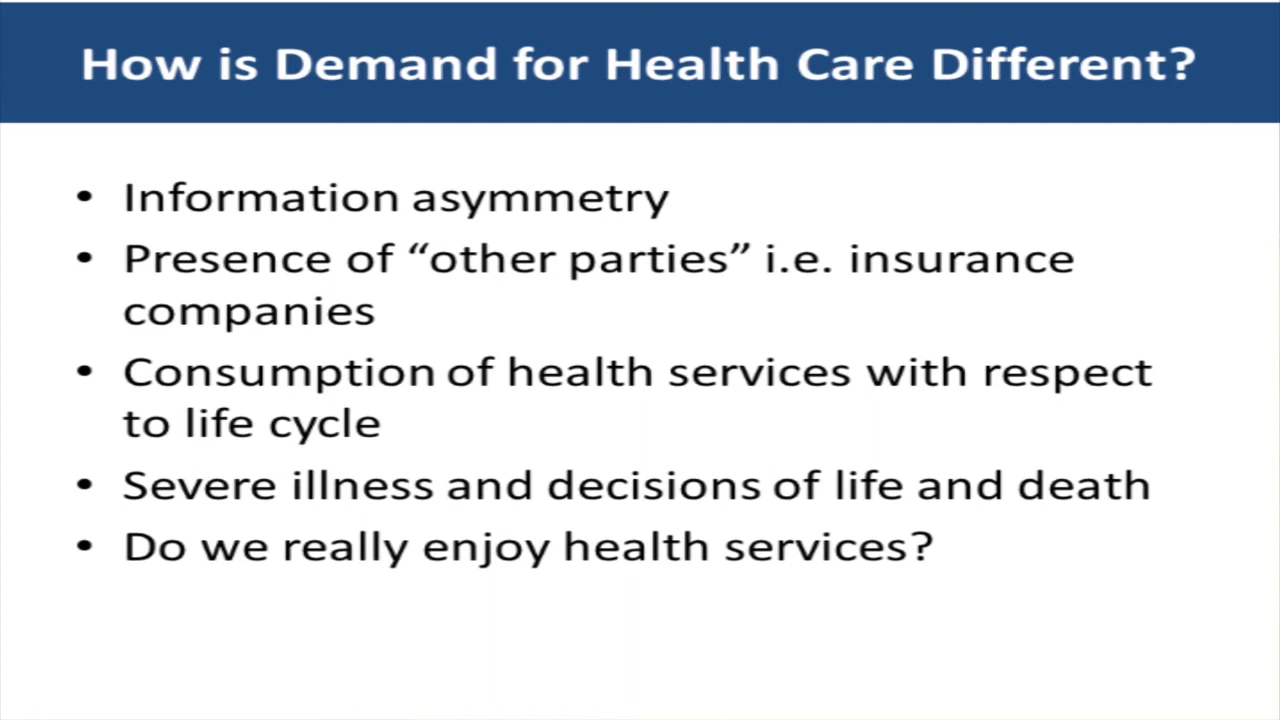 How is Demand for Health Care Different?
• Information asymmetry
• Presence of “other parties” i.e. insurance
companies
• Consumption of health services with respect
to life cycle
• Severe illness and decisions of life and death
• Do we really enjoy health services?